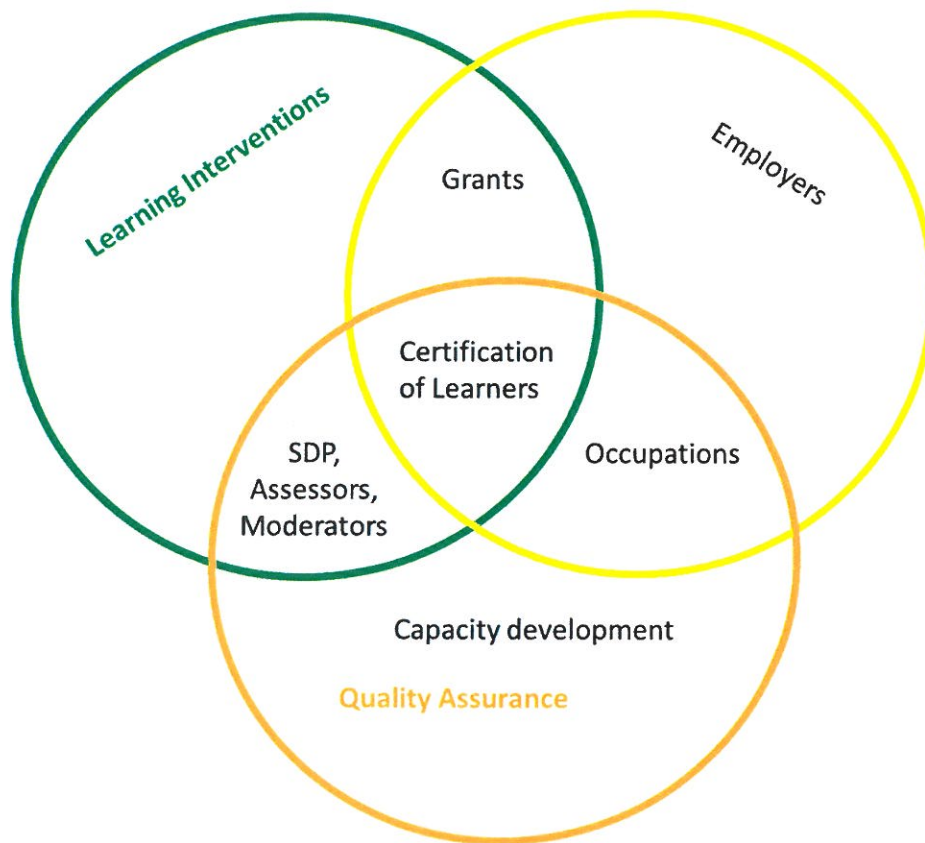 Learning Interventions
Employers
Grants
Certification
of Learners
SDP,
Assessors,
Moderators
Occupations
Capacity development
Quality Assurance